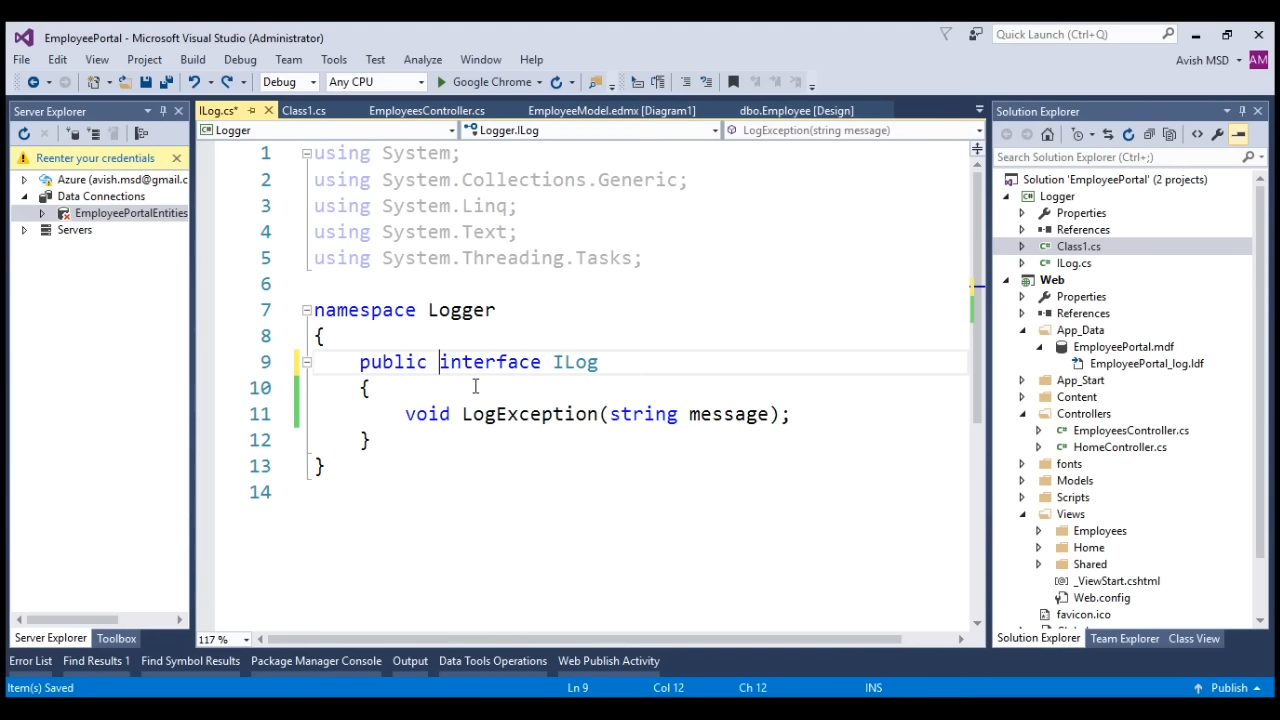 EmployeePortal - Microsoft Visual Studio (Administrator)
Quick Launch (Ctrl+Q)
File Edit View Project Build Debug Team Tools Test Analyze Window Help
Avish MSD AM
Debug Any CPU Google Chrome
Server Explorer
ILog.cs* Class1.cs EmployeesController.cs EmployeeModel.edmx [Diagram1] dbo.Employee [Design]
Solution Explorer
Logger Logger.ILog LogException(string message)
Reenter your credentials
Azure (avish.msd@gmail.c
Data Connections
EmployeePortalEntities
Servers
1 using System;
2 using System.Collections.Generic;
3 using System.Linq;
4 using System.Text;
5 using System.Threading.Tasks;
6
7 namespace Logger
8 {
9 public interface ILog
10 {
11 void LogException(string message);
12 }
13 }
14
117 %
Search Solution Explorer (Ctrl+;)
Solution 'EmployeePortal' (2 projects)
Logger
Properties
References
Class1.cs
ILog.cs
Web
Properties
References
App_Data
EmployeePortal.mdf
EmployeePortal_log.ldf
App_Start
Content
Controllers
EmployeesController.cs
HomeController.cs
fonts
Models
Scripts
Views
Employees
Home
Shared
_ViewStart.cshtml
Web.config
favicon.ico
Server Explorer Toolbox
Solution Explorer Team Explorer Class View
Error List Find Results 1 Find Symbol Results Package Manager Console Output Data Tools Operations Web Publish Activity
Item(s) Saved Ln 9 Col 12 Ch 12 INS Publish